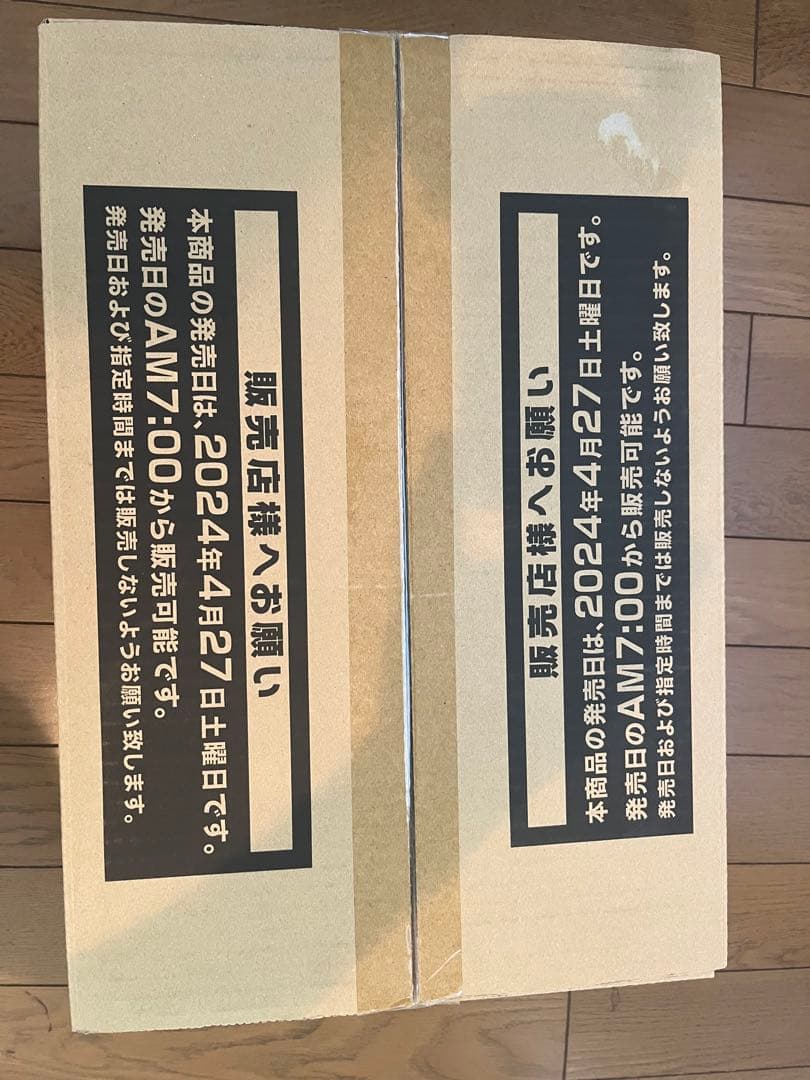 販売店様へお願い
本商品の発売日は、2024年4月27日土曜日です。
発売日のAM7:00から販売可能です。
発売日および指定時間までは販売しないようお願い致します。
販売店様へお願い
本商品の発売日は、2024年4月27日土曜日です。
発売日のAM7:00から販売可能です。
発売日および指定時間までは販売しないようお願い致します。